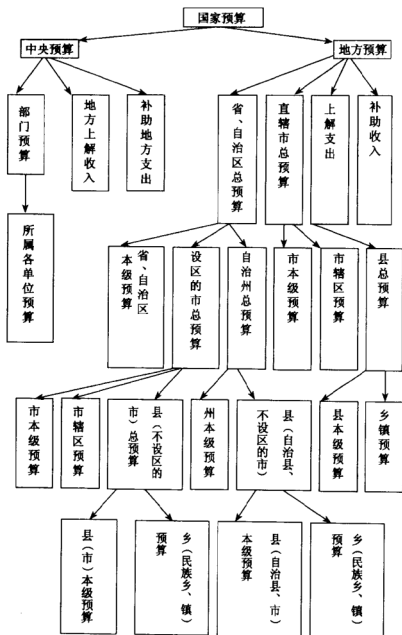 国家预算
中央预算
地方预算
部门预算
地方上解收入
补助地方支出
省、自治区总预算
直辖市总预算
上解支出
补助收入
所属各单位预算
省、自治区
本级预算
设区的市总预算
自治州总预算
市本级预算
市辖区预算
县总预算
市本级预算
市辖区预算
县（不设区的
市）总预算
州本级预算
县（自治县、
不设区的市）
县本级预算
乡镇预算
县（市）本级预算
乡（民族乡、镇）
预算
县（自治县、市）
本级预算
乡（民族乡、镇）
预算